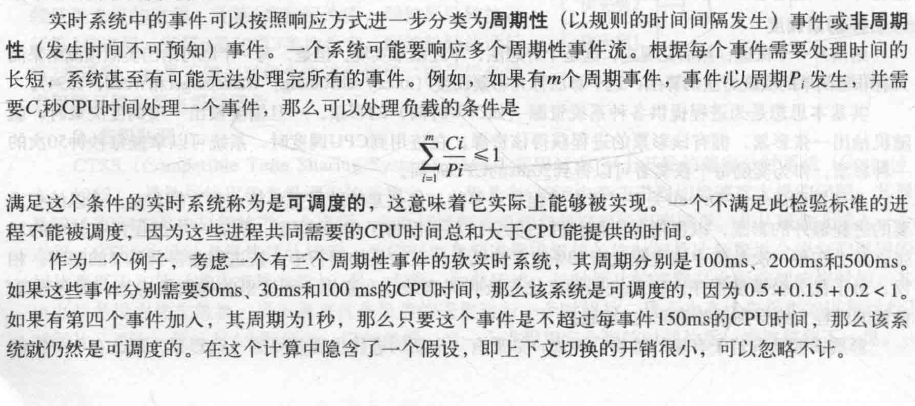 实时系统中的事件可以按照响应方式进一步分类为周期性（以规则的时间间隔发生）事件或非周期
性（发生时间不可预知）事件。一个系统可能要响应多个周期性事件流。根据每个事件需要处理时间的
长短，系统甚至有可能无法处理完所有的事件。例如，如果有m个周期事件，事件i以周期Pi发生，并需
要Ci秒CPU时间处理一个事件，那么可以处理负载的条件是
∑_{i=1}^{m} Ci/Pi ≤ 1
满足这个条件的实时系统称为是可调度的，这意味着它实际上能够被实现。一个不满足此检验标准的进
程不能被调度，因为这些进程共同需要的CPU时间总和大于CPU能提供的时间。
作为一个例子，考虑一个有三个周期性事件的软实时系统，其周期分别是100ms、200ms和500ms。
如果这些事件分别需要50ms、30ms和100 ms的CPU时间，那么该系统是可调度的，因为0.5 + 0.15 + 0.2 < 1。
如果有第四个事件加入，其周期为1秒，那么只要这个事件是不超过每事件150ms的CPU时间，那么该系
统就仍然是可调度的。在这个计算中隐含了一个假设，即上下文切换的开销很小，可以忽略不计。